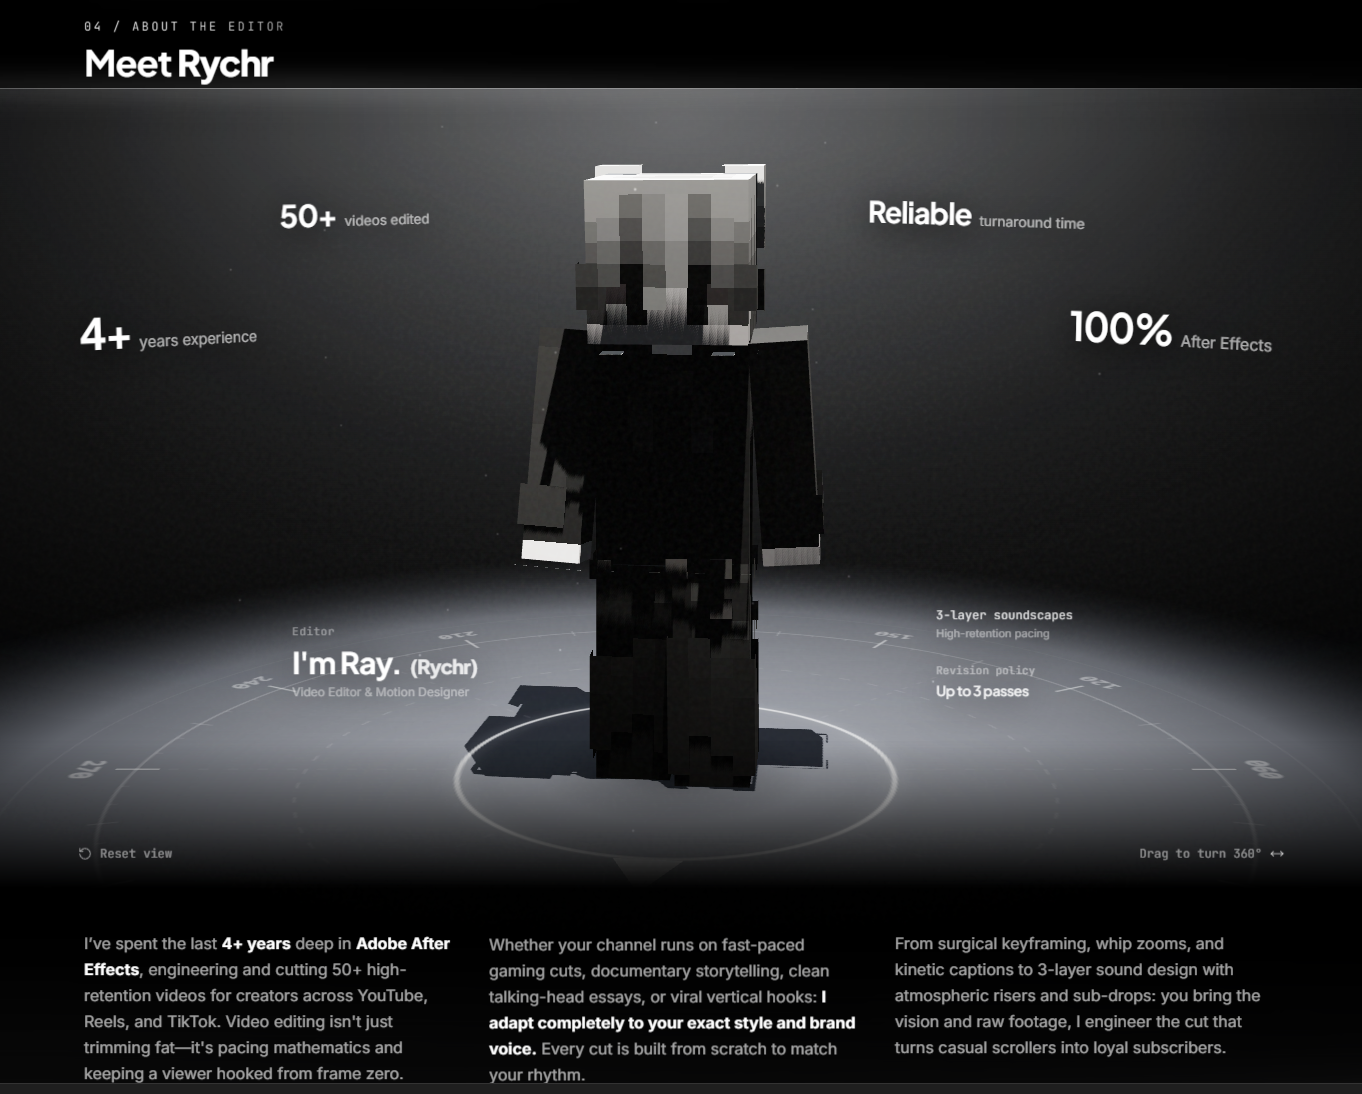 04 / ABOUT THE EDITOR
Meet Rychr
50+ videos edited
Reliable turnaround time
4+ years experience
100% After Effects
Editor
I'm Ray. (Rychr)
Video Editor & Motion Designer
3-layer soundscapes
High-retention pacing
Revision policy
Up to 3 passes
210
150
240
120
270
060
Reset view
Drag to turn 360° ↔
I've spent the last 4+ years deep in Adobe After
Effects, engineering and cutting 50+ high-
retention videos for creators across YouTube,
Reels, and TikTok. Video editing isn't just
trimming fat—it's pacing mathematics and
keeping a viewer hooked from frame zero.
Whether your channel runs on fast-paced
gaming cuts, documentary storytelling, clean
talking-head essays, or viral vertical hooks: I
adapt completely to your exact style and brand
voice. Every cut is built from scratch to match
your rhythm.
From surgical keyframing, whip zooms, and
kinetic captions to 3-layer sound design with
atmospheric risers and sub-drops: you bring the
vision and raw footage, I engineer the cut that
turns casual scrollers into loyal subscribers.